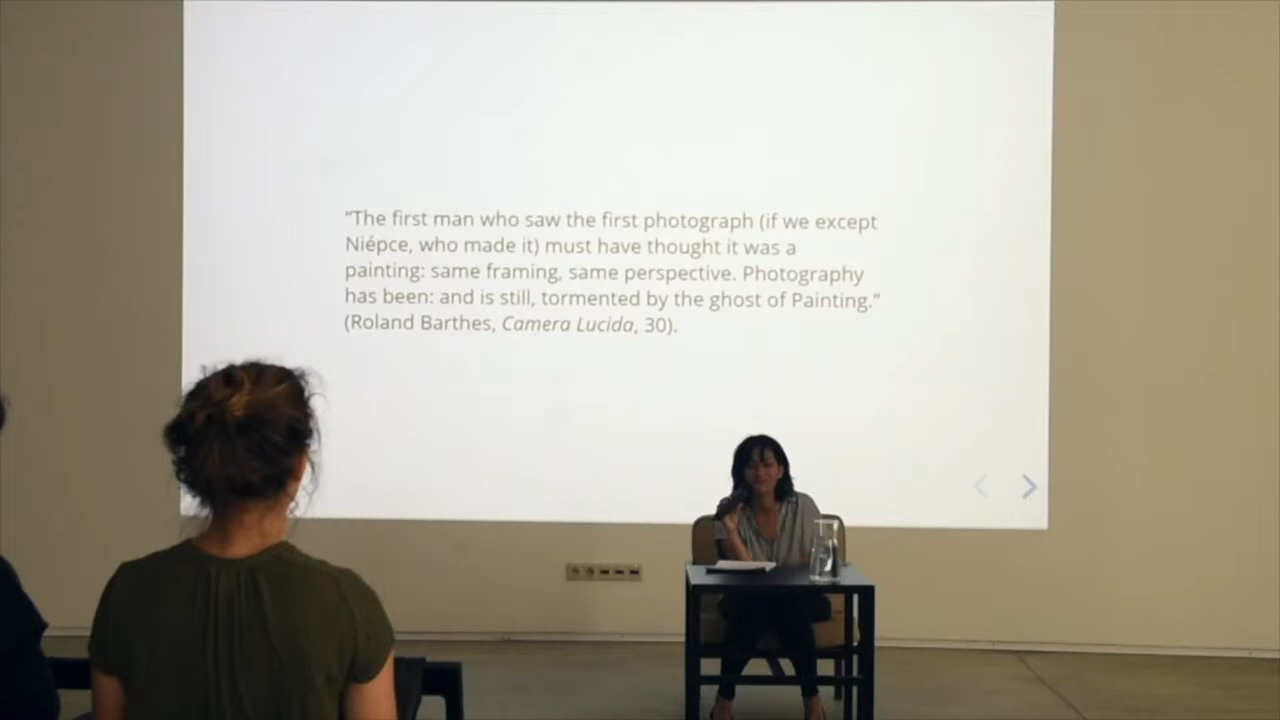 “The first man who saw the first photograph (if we except
Niépce, who made it) must have thought it was a
painting: same framing, same perspective. Photography
has been: and is still, tormented by the ghost of Painting.”
(Roland Barthes, Camera Lucida, 30).